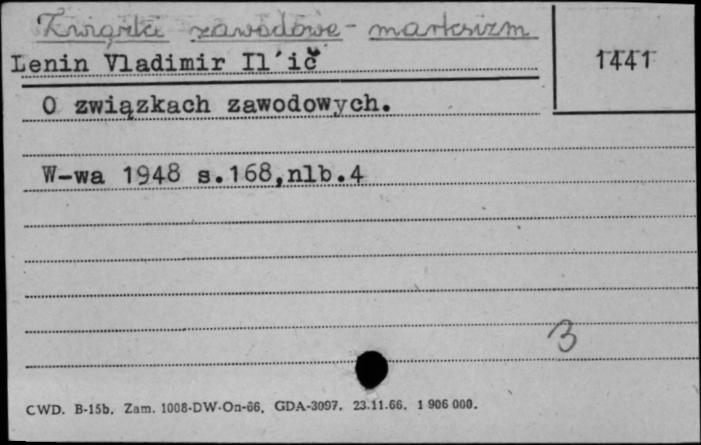 Związki zawodowe - marksizm
Lenin Vladimir Il'ič
1441
O związkach zawodowych.
W-wa 1948 s.168,nlb.4
3
CWD. B-15b. Zam. 1008-DW-On-66. GDA-3097. 23.11.66. 1 906 000.